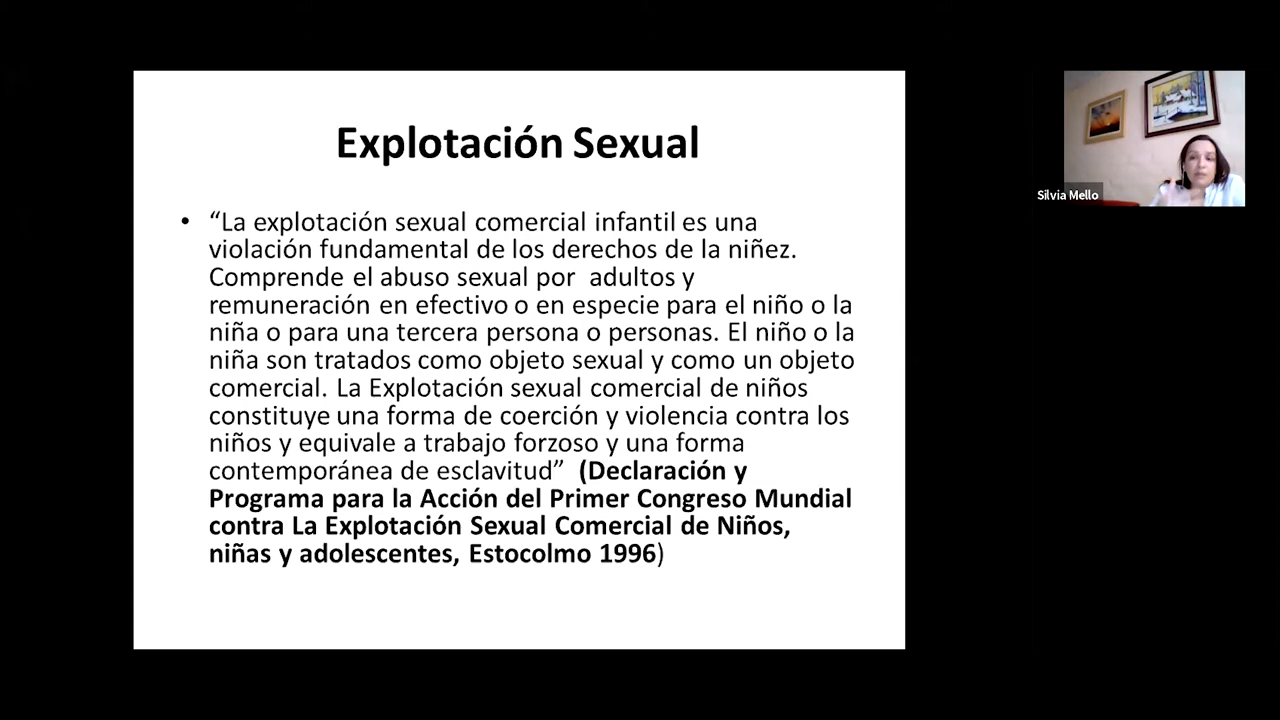 Explotación Sexual
• “La explotación sexual comercial infantil es una
violación fundamental de los derechos de la niñez.
Comprende el abuso sexual por  adultos y
remuneración en efectivo o en especie para el niño o la
niña o para una tercera persona o personas. El niño o la
niña son tratados como objeto sexual y como un objeto
comercial. La Explotación sexual comercial de niños
constituye una forma de coerción y violencia contra los
niños y equivale a trabajo forzoso y una forma
contemporánea de esclavitud”  (Declaración y
Programa para la Acción del Primer Congreso Mundial
contra La Explotación Sexual Comercial de Niños,
niñas y adolescentes, Estocolmo 1996)
Silvia Mello